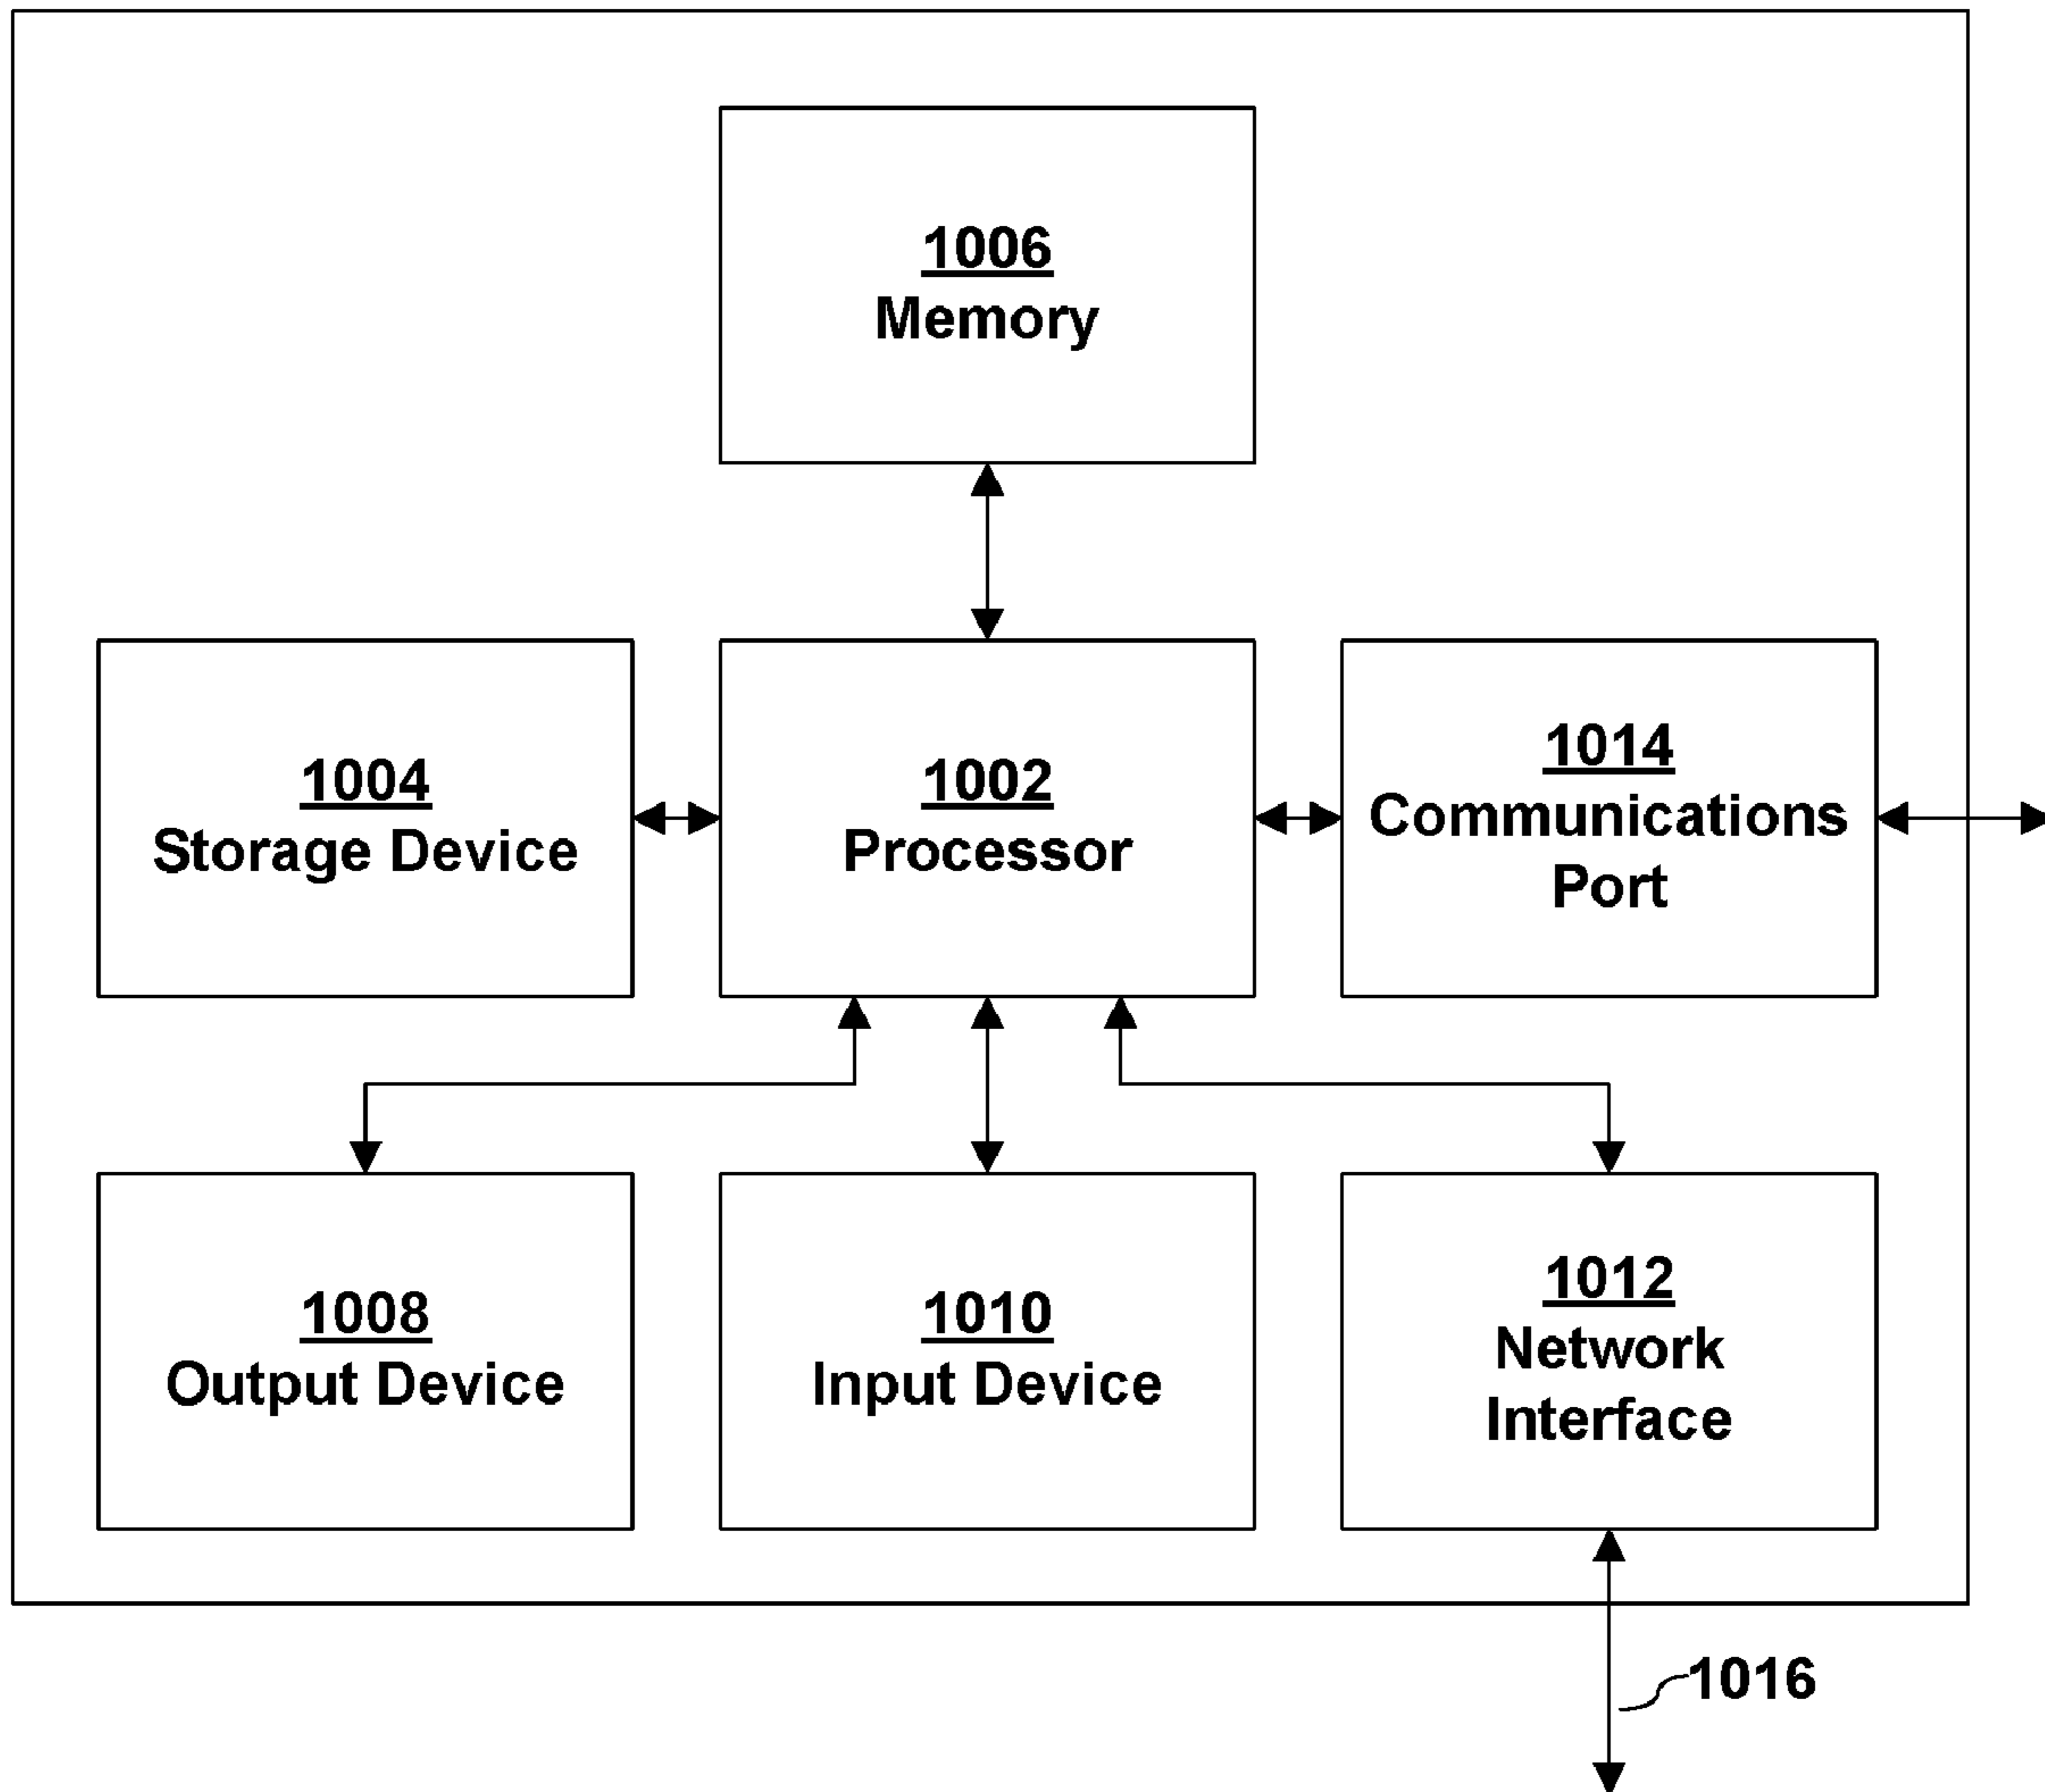 1006
Memory
1004
Storage Device
1002
Processor
1014
Communications
Port
1008
Output Device
1010
Input Device
1012
Network
Interface
1016